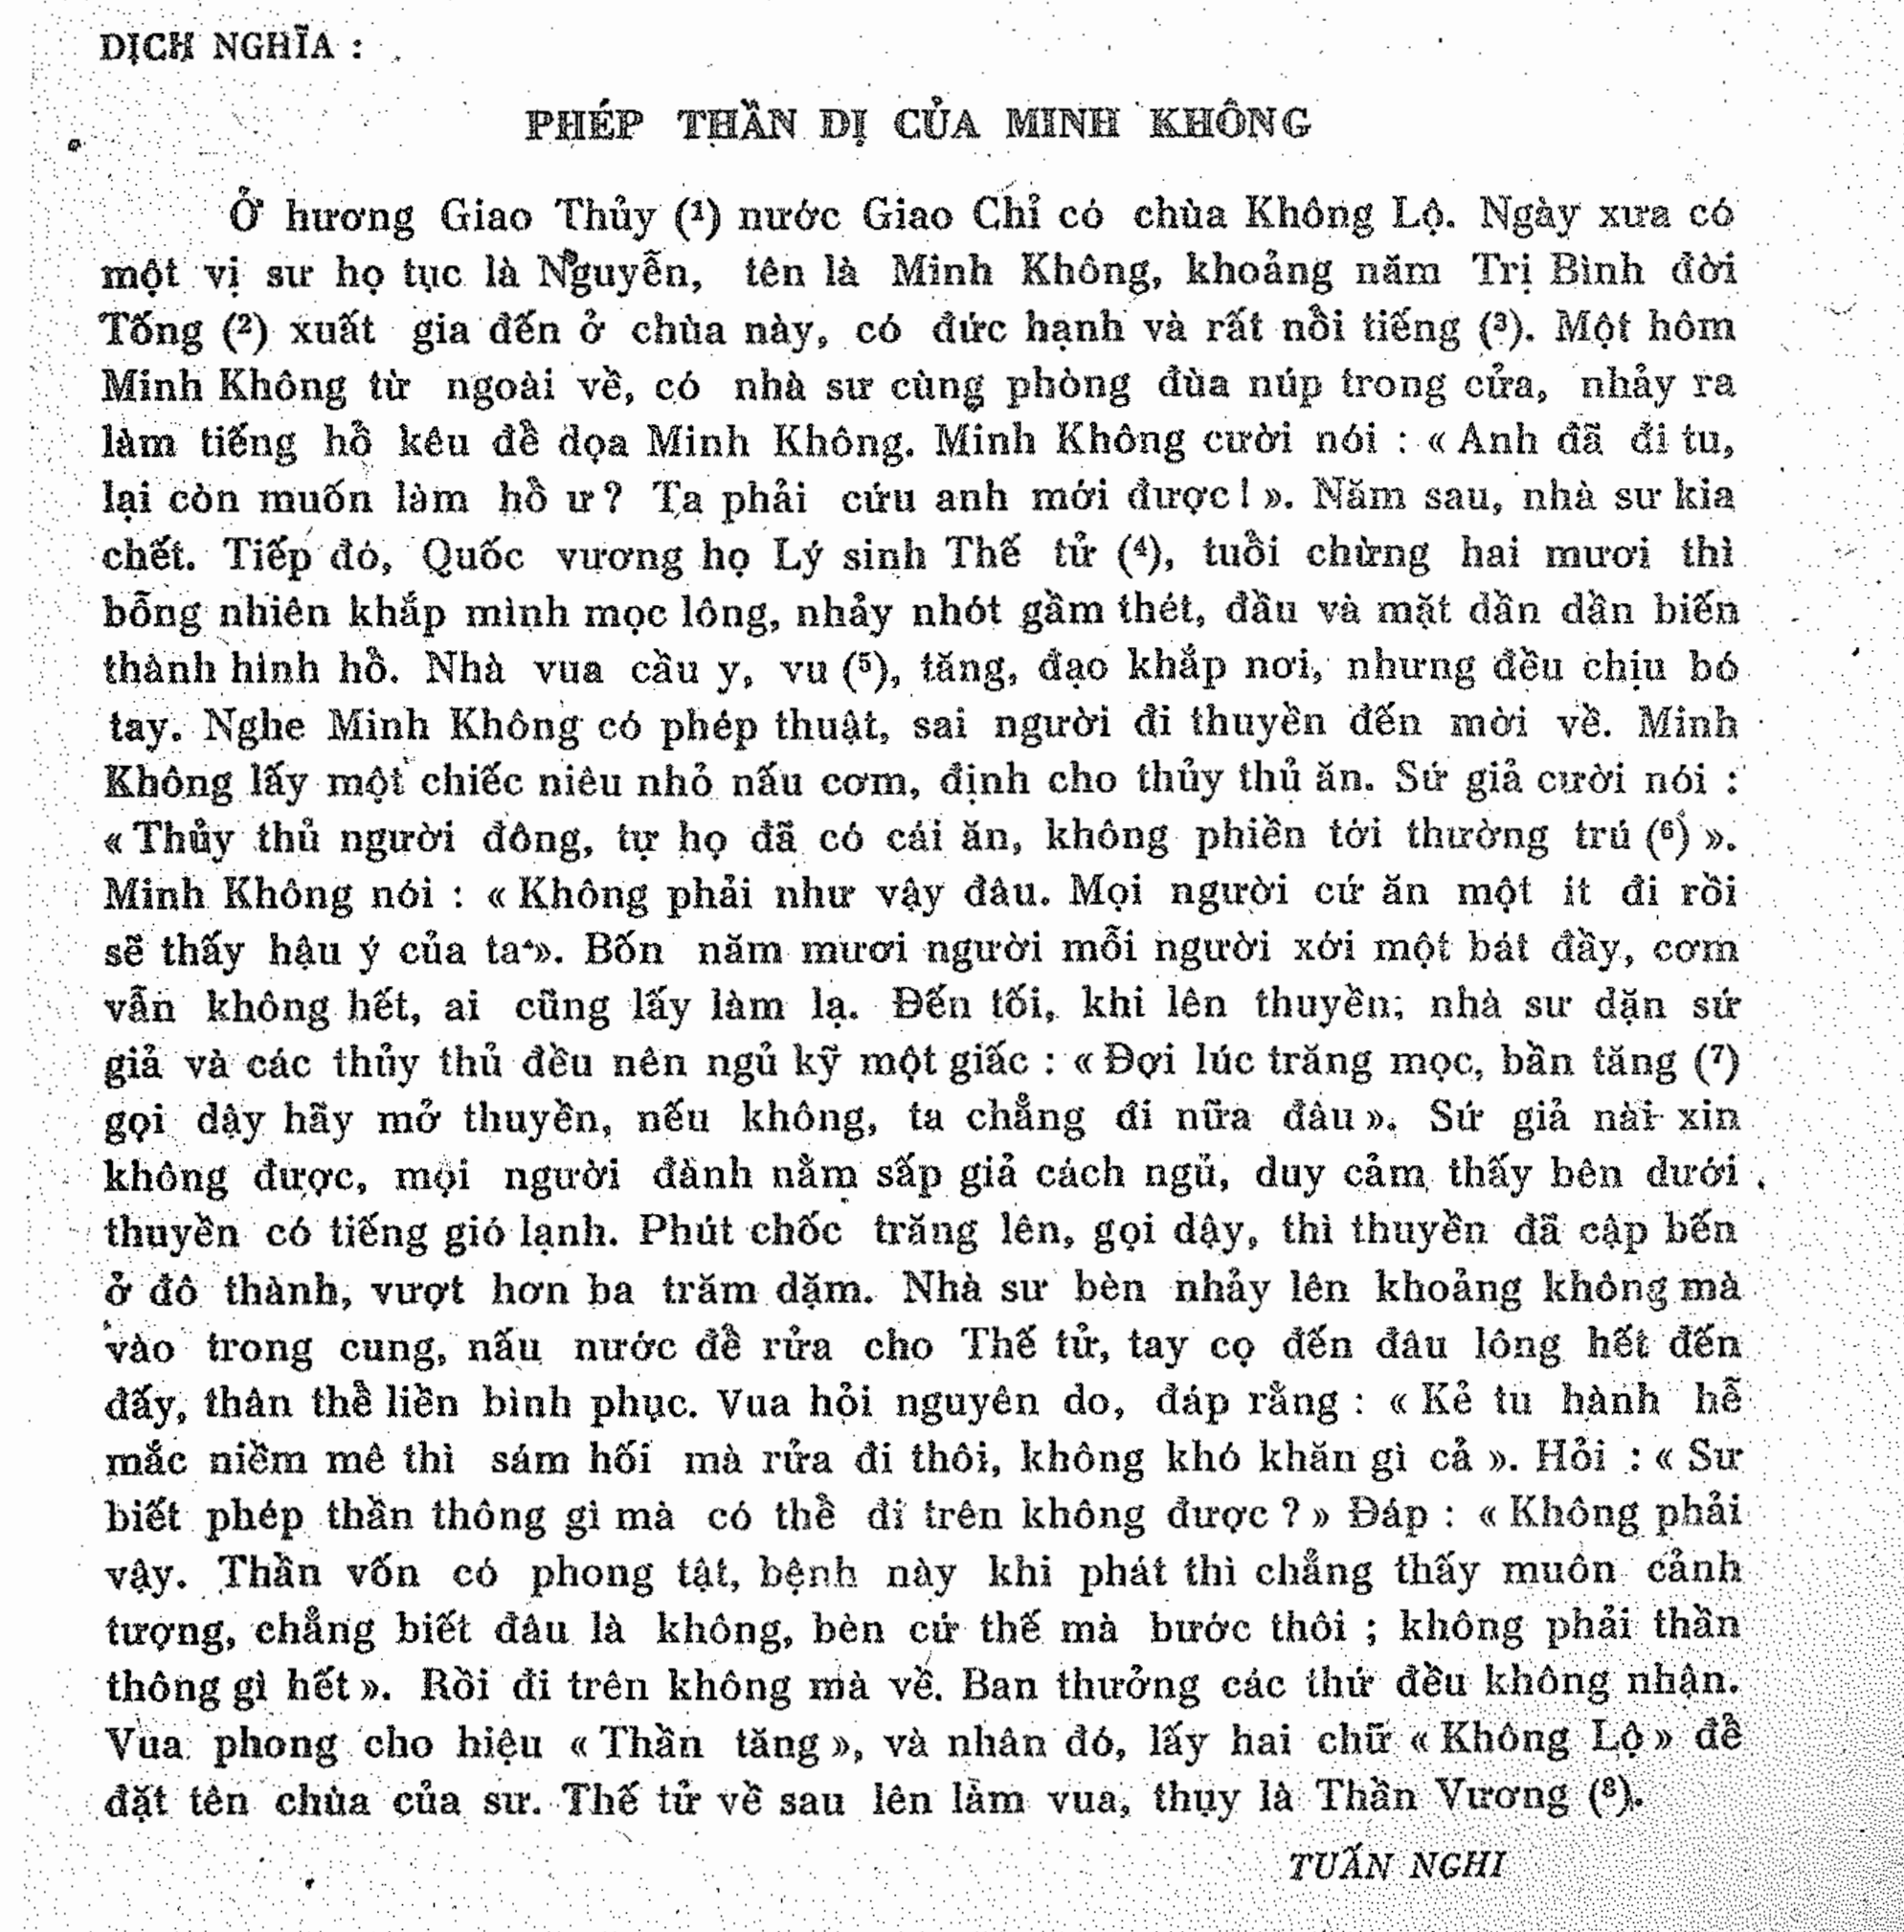 DỊCH NGHĨA :
PHÉP THẦN DỊ CỦA MINH KHÔNG
Ở hương Giao Thủy (¹) nước Giao Chỉ có chùa Không Lộ. Ngày xưa có
một vị sư họ tục là Nguyễn, tên là Minh Không, khoảng năm Trị Bình đời
Tống (²) xuất gia đến ở chùa này, có đức hạnh và rất nổi tiếng (³). Một hôm
Minh Không từ ngoài về, có nhà sư cùng phòng đùa núp trong cửa, nhảy ra
làm tiếng hổ kêu để dọa Minh Không. Minh Không cười nói : « Anh đã đi tu,
lại còn muốn làm hổ ư ? Ta phải cứu anh mới được ! ». Năm sau, nhà sư kia
chết. Tiếp đó, Quốc vương họ Lý sinh Thế tử (⁴), tuổi chừng hai mươi thì
bỗng nhiên khắp mình mọc lông, nhảy nhót gầm thét, đầu và mặt dần dần biến
thành hình hổ. Nhà vua cầu y, vu (⁵), tăng, đạo khắp nơi, nhưng đều chịu bó
tay. Nghe Minh Không có phép thuật, sai người đi thuyền đến mời về. Minh
Không lấy một chiếc niêu nhỏ nấu cơm, định cho thủy thủ ăn. Sứ giả cười nói :
« Thủy thủ người đông, tự họ đã có cái ăn, không phiền tới thường trú (⁶) ».
Minh Không nói : « Không phải như vậy đâu. Mọi người cứ ăn một ít đi rồi
sẽ thấy hậu ý của ta ». Bốn năm mươi người mỗi người xới một bát đầy, cơm
vẫn không hết, ai cũng lấy làm lạ. Đến tối, khi lên thuyền; nhà sư dặn sứ
giả và các thủy thủ đều nên ngủ kỹ một giấc : « Đợi lúc trăng mọc, bần tăng (⁷)
gọi dậy hãy mở thuyền, nếu không, ta chẳng đi nữa đâu ». Sứ giả nài xin
không được, mọi người đành nằm sấp giả cách ngủ, duy cảm thấy bên dưới
thuyền có tiếng gió lạnh. Phút chốc trăng lên, gọi dậy, thì thuyền đã cập bến
ở đô thành, vượt hơn ba trăm dặm. Nhà sư bèn nhảy lên khoảng không mà
vào trong cung, nấu nước để rửa cho Thế tử, tay cọ đến đâu lông hết đến
đấy, thân thể liền bình phục. Vua hỏi nguyên do, đáp rằng : « Kẻ tu hành hễ
mắc niềm mê thì sám hối mà rửa đi thôi, không khó khăn gì cả ». Hỏi : « Sư
biết phép thần thông gì mà có thể đi trên không được ? » Đáp : « Không phải
vậy. Thần vốn có phong tật, bệnh này khi phát thì chẳng thấy muôn cảnh
tượng, chẳng biết đâu là không, bèn cứ thế mà bước thôi ; không phải thần
thông gì hết ». Rồi đi trên không mà về. Ban thưởng các thứ đều không nhận.
Vua phong cho hiệu « Thần tăng », và nhân đó, lấy hai chữ « Không Lộ » để
đặt tên chùa của sư. Thế tử về sau lên làm vua, thụy là Thần Vương (⁸).
TUẤN NGHI